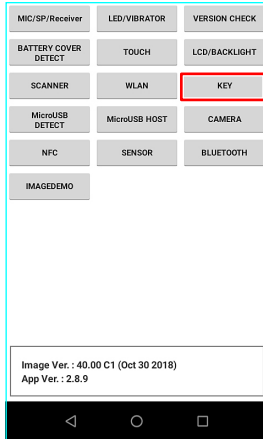 MIC/SP/Receiver LED/VIBRATOR VERSION CHECK
BATTERY COVER
DETECT
TOUCH LCD/BACKLIGHT
SCANNER WLAN KEY
MicroUSB
DETECT
MicroUSB HOST CAMERA
NFC SENSOR BLUETOOTH
IMAGEDEMO
Image Ver. : 40.00 C1 (Oct 30 2018)
App Ver. : 2.8.9